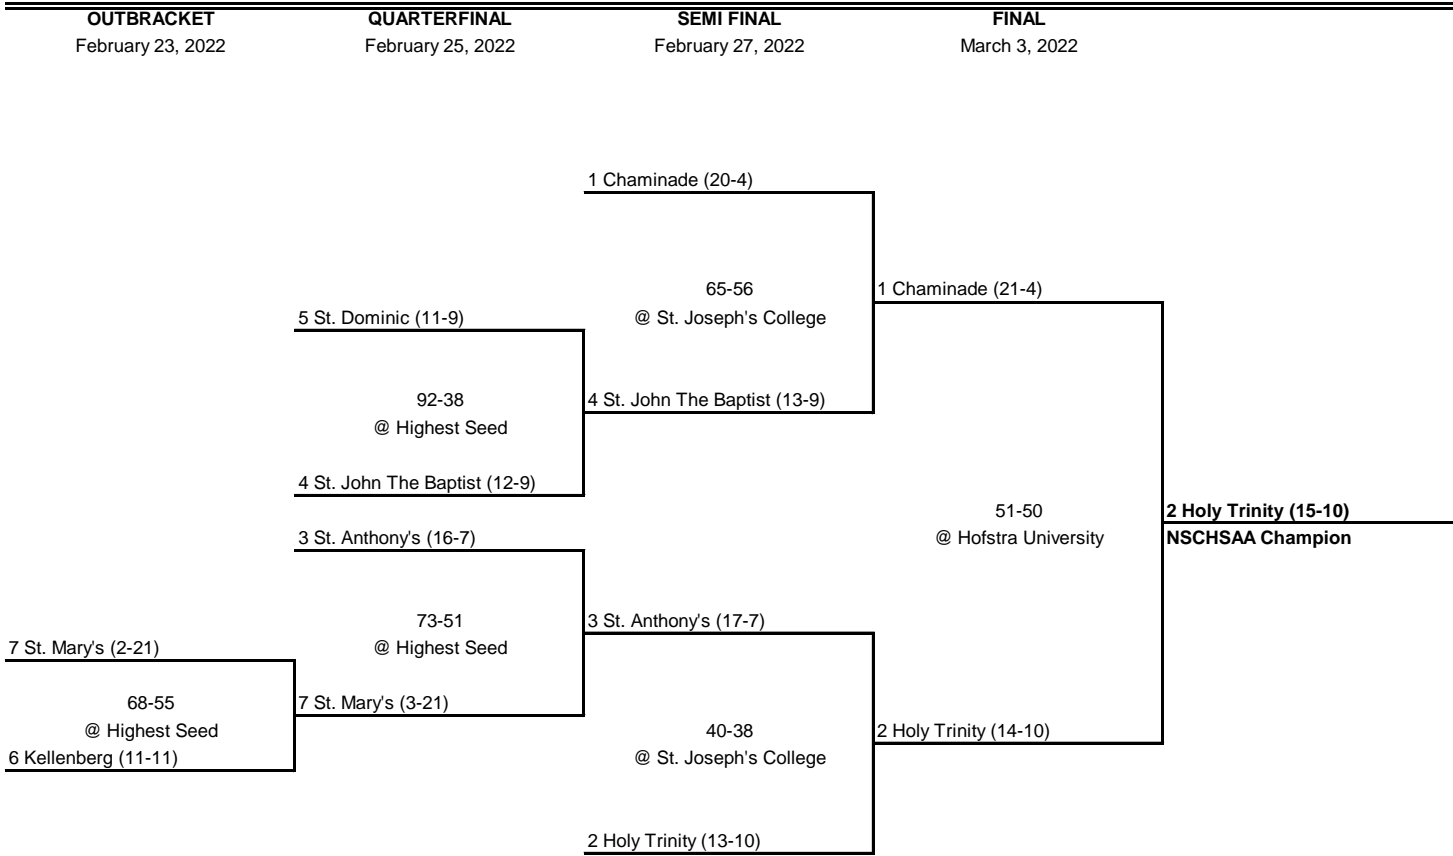 OUTBRACKET QUARTERFINAL SEMI FINAL FINAL
February 23, 2022 February 25, 2022 February 27, 2022 March 3, 2022
1 Chaminade (20-4)
65-56 1 Chaminade (21-4)
5 St. Dominic (11-9) @ St. Joseph's College
92-38 4 St. John The Baptist (13-9)
@ Highest Seed
4 St. John The Baptist (12-9)
51-50 2 Holy Trinity (15-10)
3 St. Anthony's (16-7) @ Hofstra University NSCHSAA Champion
73-51 3 St. Anthony's (17-7)
7 St. Mary's (2-21) @ Highest Seed
68-55 7 St. Mary's (3-21)
@ Highest Seed 40-38 2 Holy Trinity (14-10)
6 Kellenberg (11-11) @ St. Joseph's College
2 Holy Trinity (13-10)